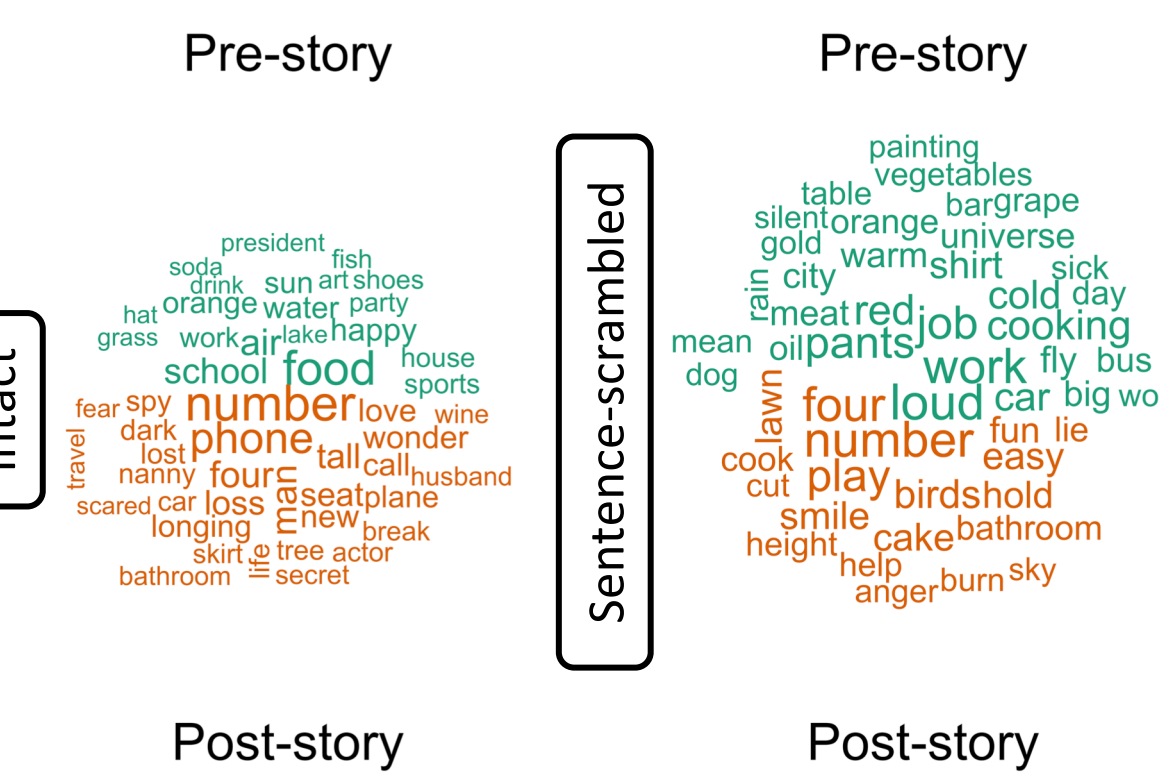 Pre-story
president
fish
soda
drink sun art shoes
orange water party
hat
grass work air lake happy
school food house
sports
fear spy number love wine
dark phone wonder
travel lost tall call
nanny four man husband
scared car loss seat plane
longing new break
skirt life tree actor
bathroom secret
Post-story
Sentence-scrambled
Pre-story
painting
vegetables
table bar grape
silent orange universe
gold warm shirt sick
rain city cold day
meat red job cooking
mean oil pants
dog work fly bus
lawn four loud car big
number fun lie
cook easy
cut play birds hold
smile cake bathroom
height
help sky
anger burn
Post-story